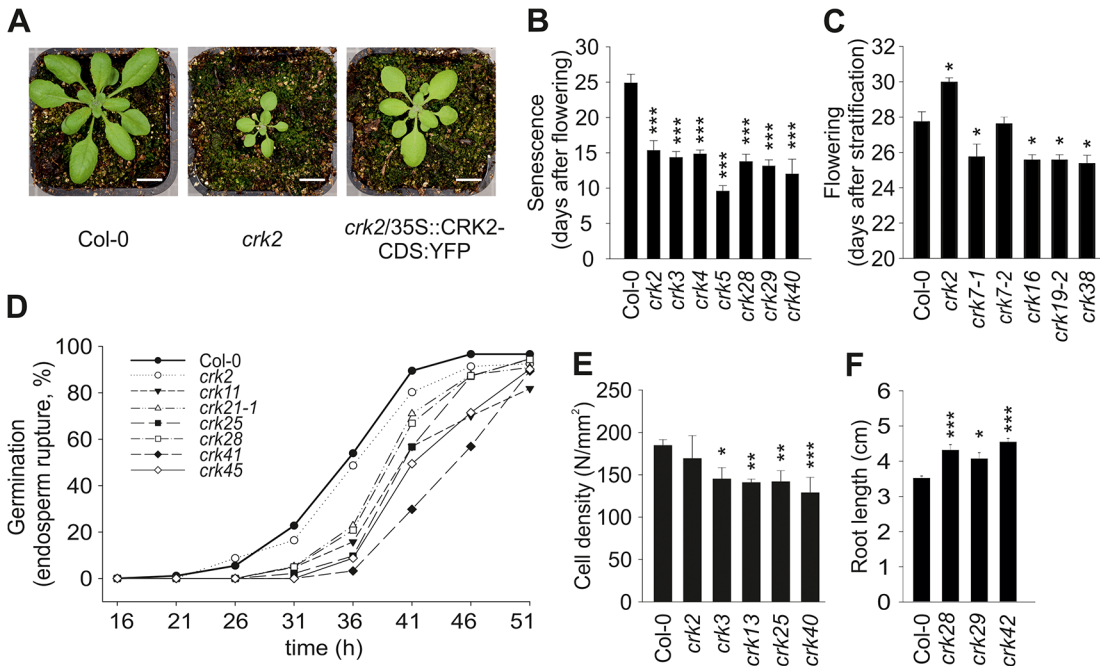 A
Col-0
crk2
crk2/35S::CRK2-
CDS:YFP
B
Senescence
(days after flowering)
30
25
20
15
10
5
0
***
***
***
***
***
***
***
Col-0
crk2
crk3
crk4
crk5
crk28
crk29
crk40
C
Flowering
(days after stratification)
32
30
28
26
24
22
20
*
*
*
*
*
Col-0
crk2
crk7-1
crk7-2
crk16
crk19-2
crk38
D
Germination
(endosperm rupture, %)
100
80
60
40
20
0
Col-0
crk2
crk11
crk21-1
crk25
crk28
crk41
crk45
16 21 26 31 36 41 46 51
time (h)
E
Cell density (N/mm²)
250
200
150
100
50
0
*
**
**
***
Col-0
crk2
crk3
crk13
crk25
crk40
F
Root length (cm)
6
5
4
3
2
1
0
***
*
***
Col-0
crk28
crk29
crk42